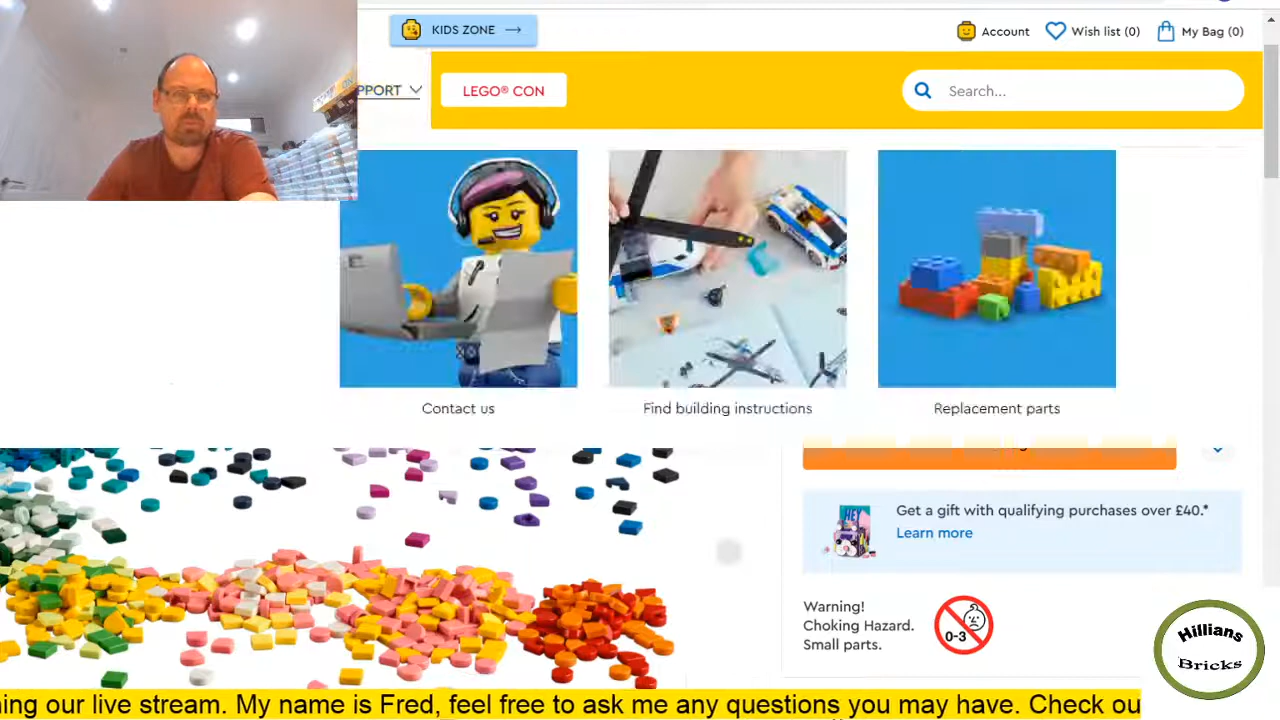 KIDS ZONE →
Account
Wish list (0)
My Bag (0)
PPORT
LEGO® CON
Search...
Contact us
Find building instructions
Replacement parts
Get a gift with qualifying purchases over £40.*
Learn more
Warning!
Choking Hazard.
Small parts.
0-3
HEY
Hillians
Bricks
ing our live stream. My name is Fred, feel free to ask me any questions you may have. Check ou